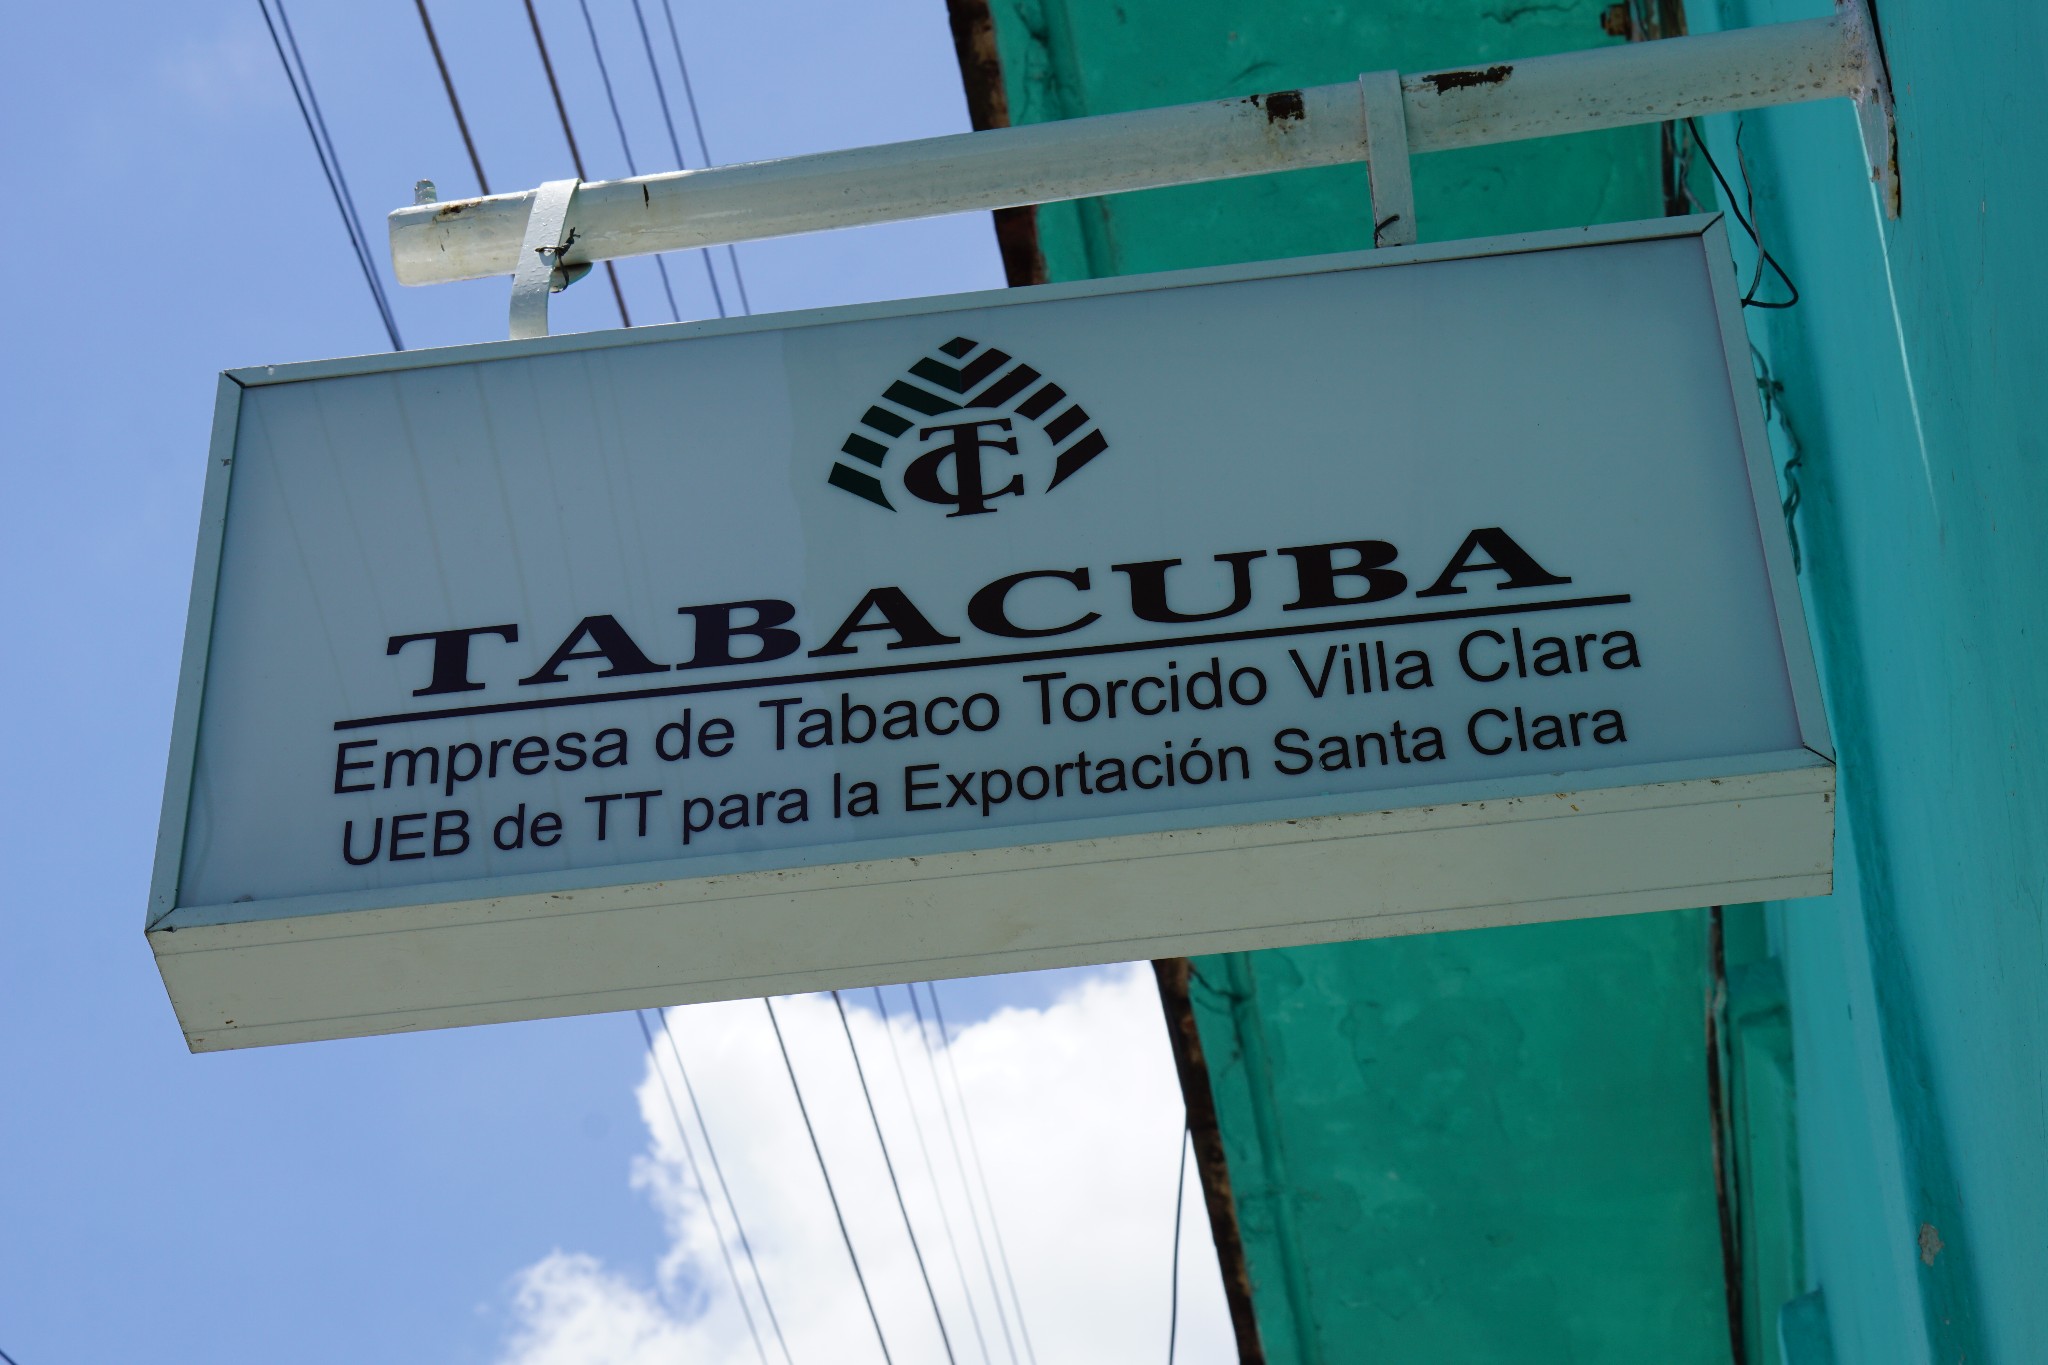 TC
TABACUBA
Empresa de Tabaco Torcido Villa Clara
UEB de TT para la Exportación Santa Clara